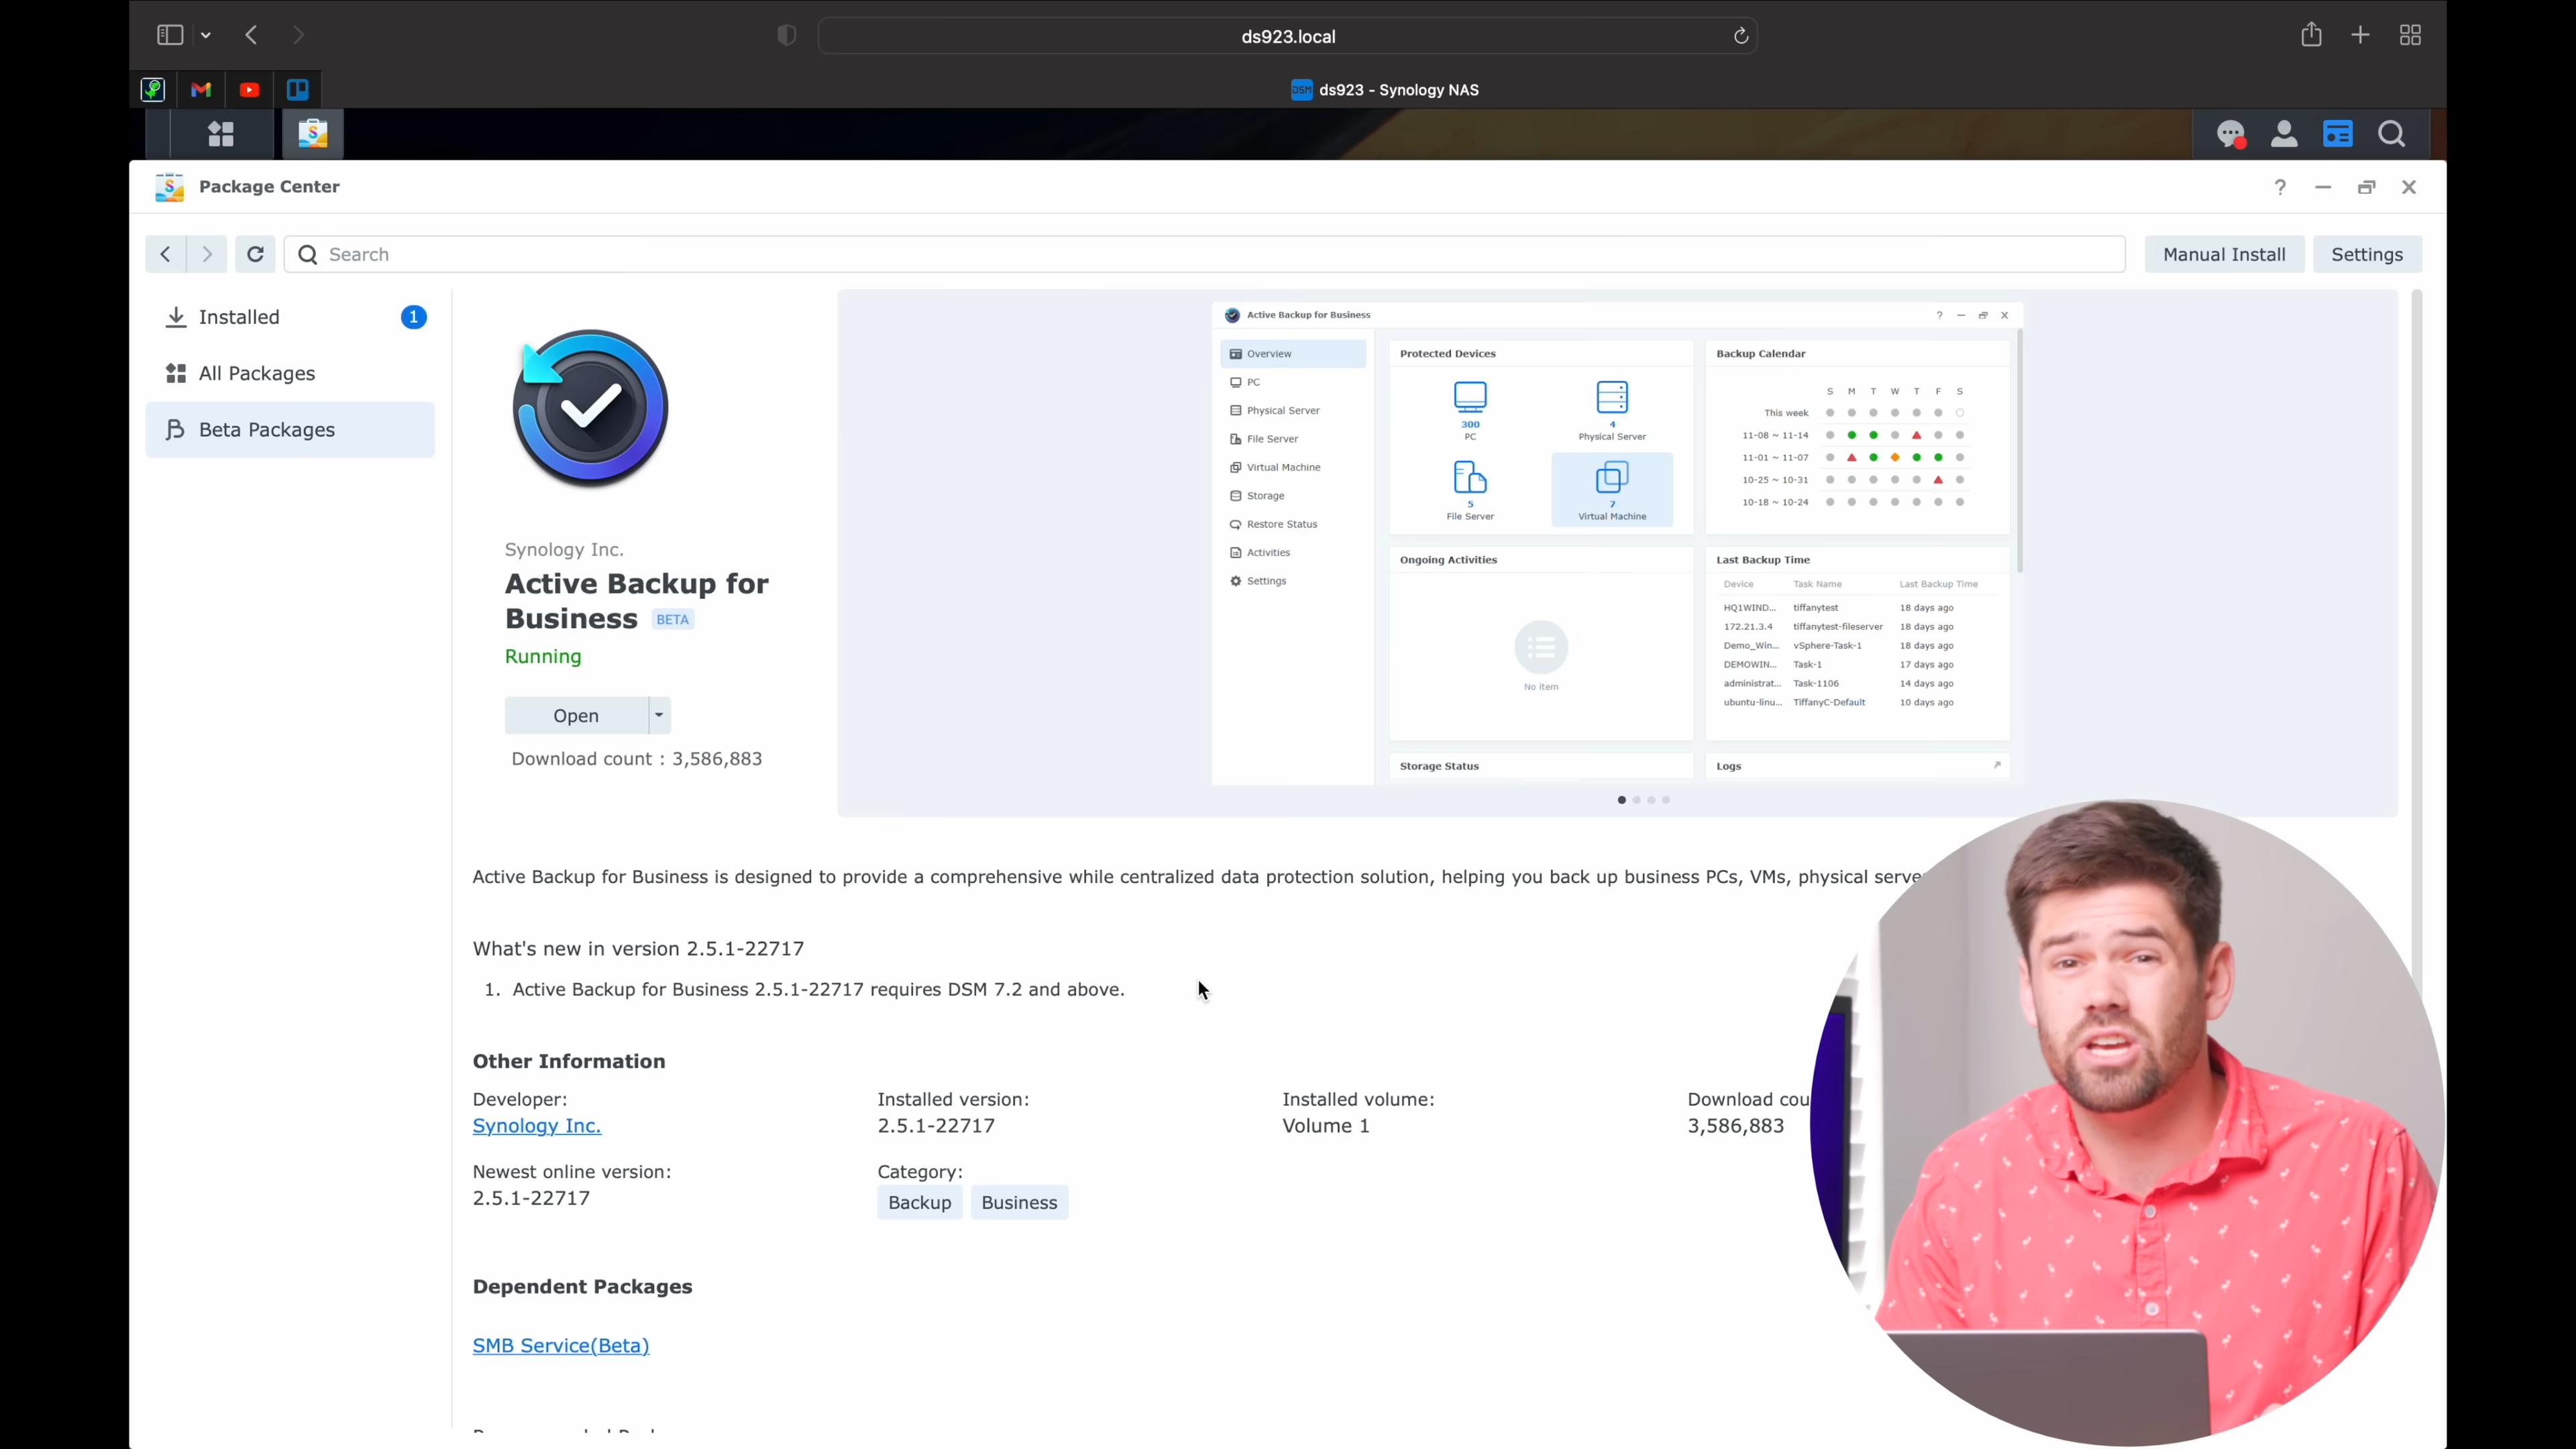 ds923.local
DSM ds923 - Synology NAS
Package Center
Search
Manual Install
Settings
Installed
1
All Packages
Beta Packages
Synology Inc.
Active Backup for
Business BETA
Running
Open
Download count : 3,586,883
Active Backup for Business
Overview
PC
Physical Server
File Server
Virtual Machine
Storage
Restore Status
Activities
Settings
Protected Devices
300
PC
4
Physical Server
5
File Server
7
Virtual Machine
Backup Calendar
S M T W T F S
This week
11-08 ~ 11-14
11-01 ~ 11-07
10-25 ~ 10-31
10-18 ~ 10-24
Ongoing Activities
No item
Last Backup Time
Device Task Name Last Backup Time
HQ1WIND... tiffanytest 18 days ago
172.21.3.4 tiffanytest-fileserver 18 days ago
Demo_Win... vSphere-Task-1 18 days ago
DEMOWIN... Task-1 17 days ago
administrat... Task-1106 14 days ago
ubuntu-linu... TiffanyC-Default 10 days ago
Storage Status
Logs
Active Backup for Business is designed to provide a comprehensive while centralized data protection solution, helping you back up business PCs, VMs, physical serve
What's new in version 2.5.1-22717
1. Active Backup for Business 2.5.1-22717 requires DSM 7.2 and above.
Other Information
Developer: Installed version: Installed volume: Download cou
Synology Inc. 2.5.1-22717 Volume 1 3,586,883
Newest online version: Category:
2.5.1-22717 Backup Business
Dependent Packages
SMB Service(Beta)